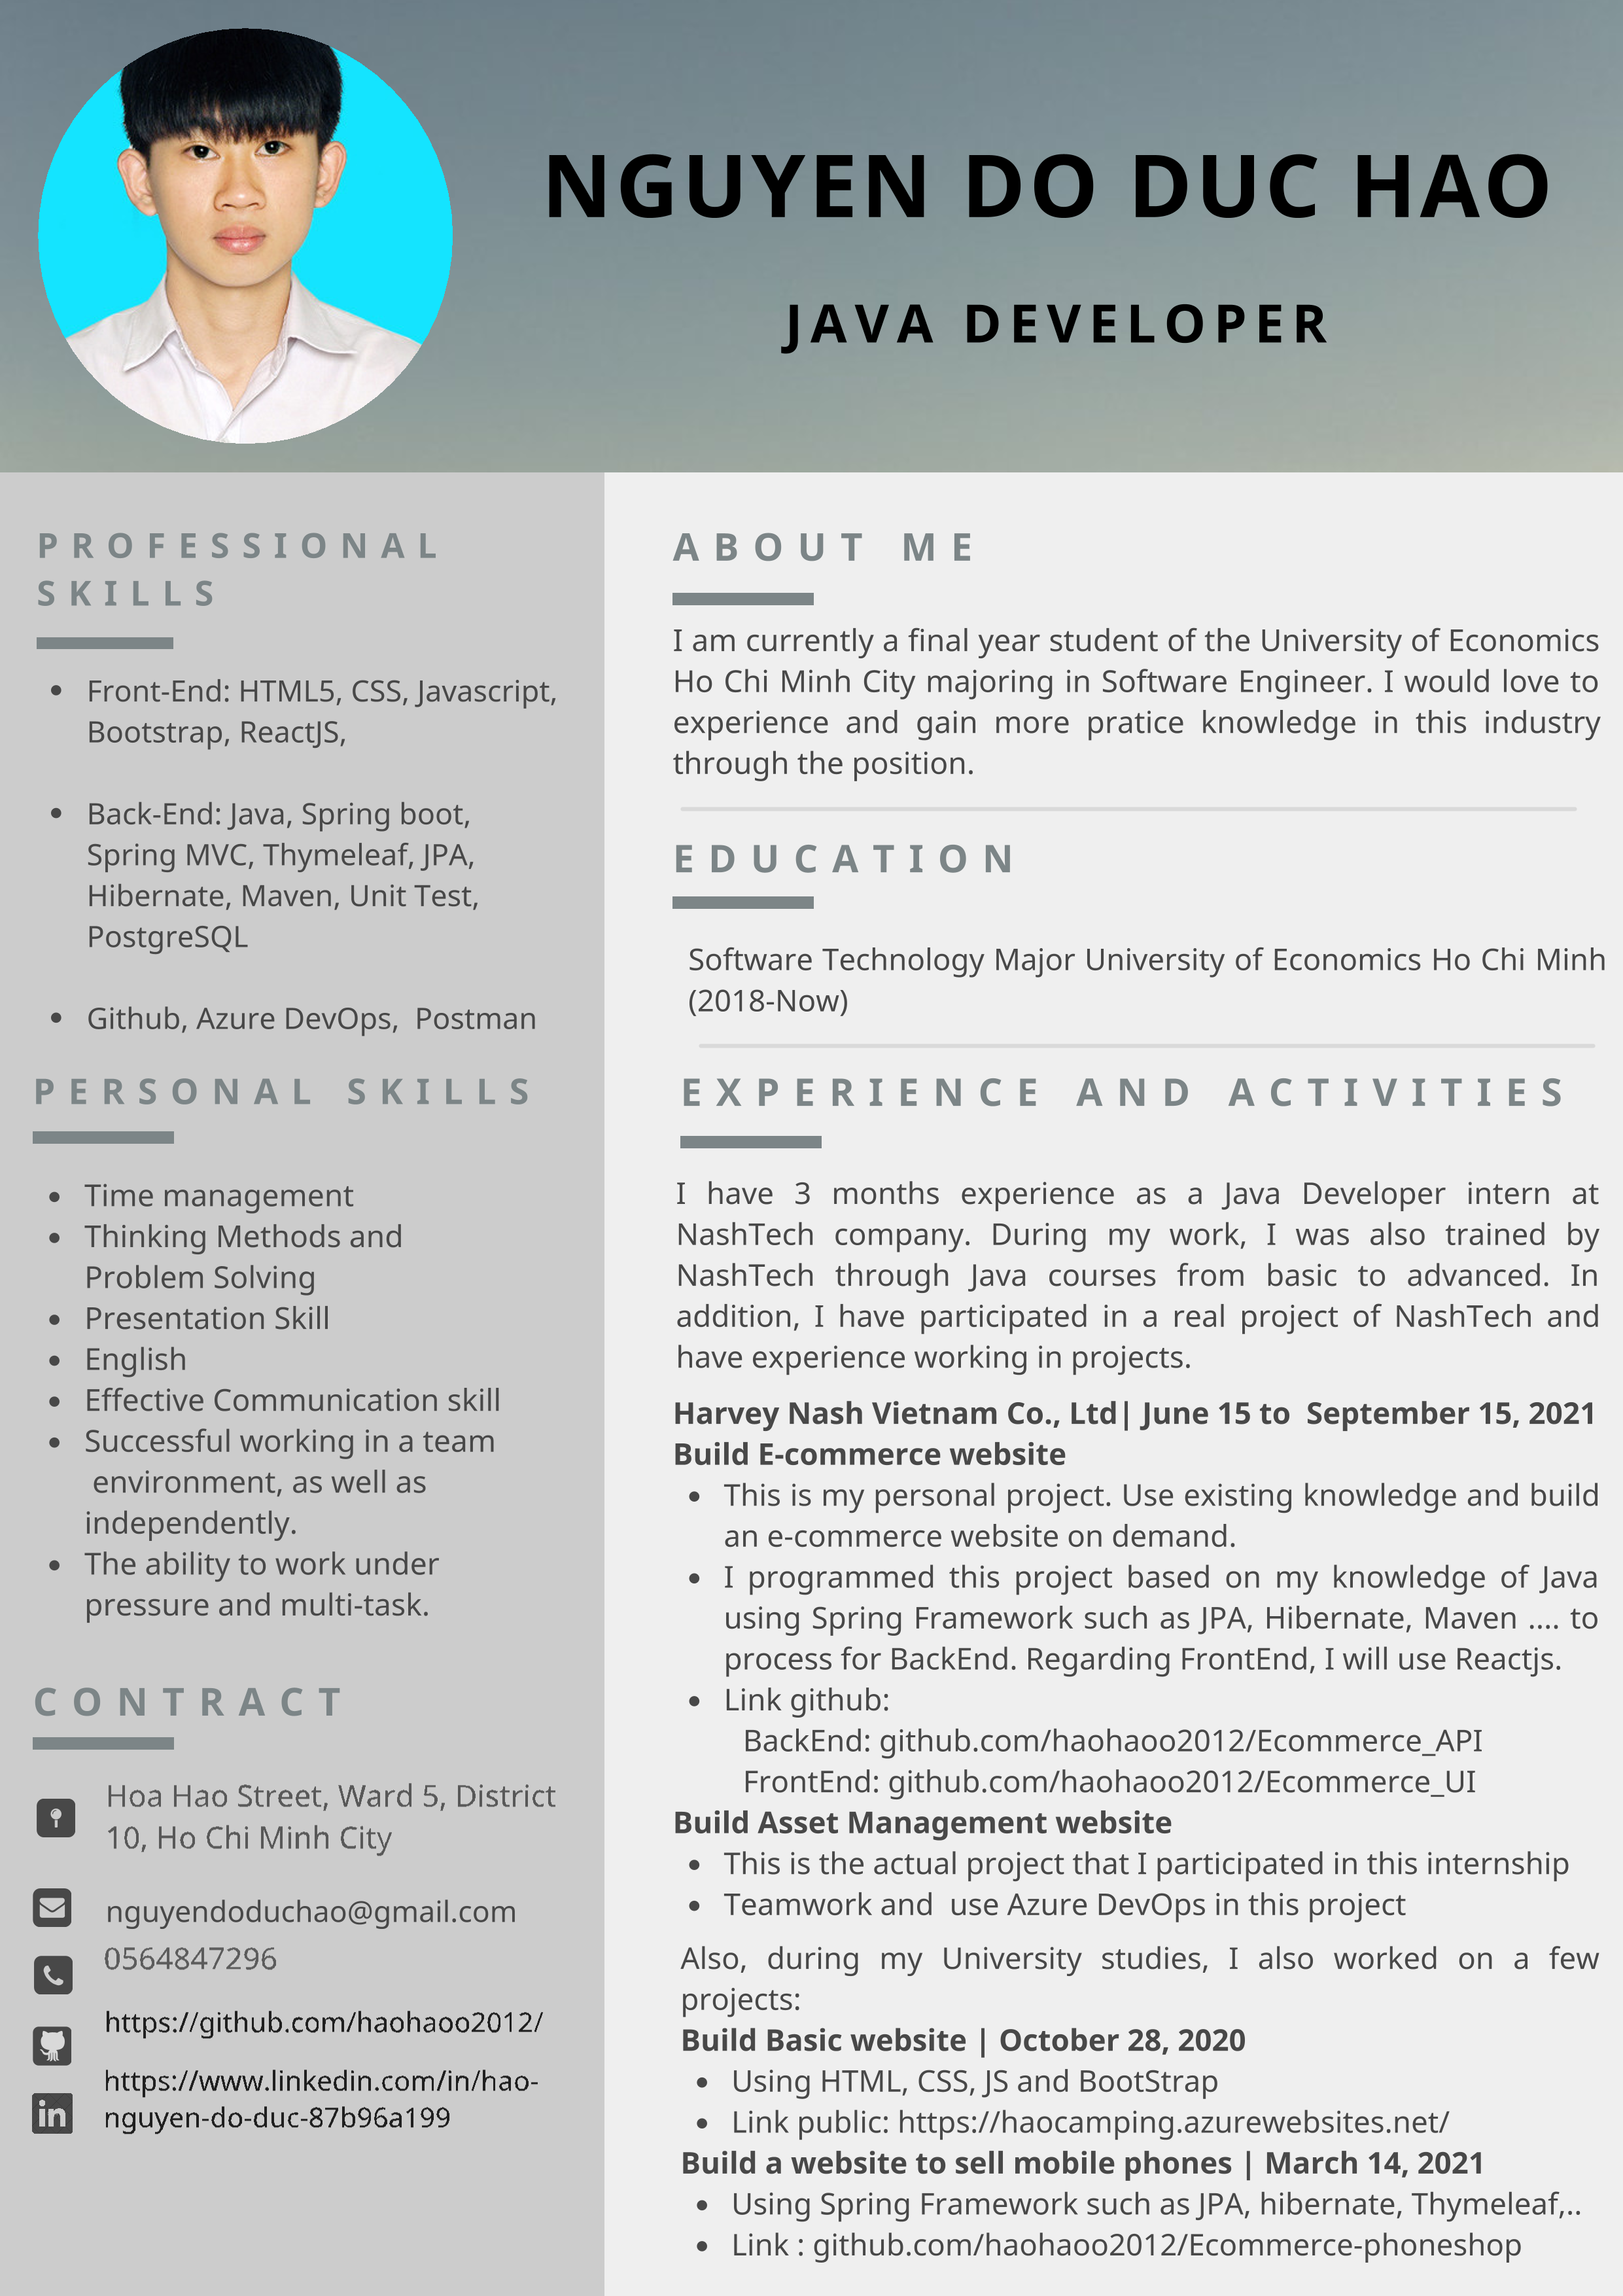 NGUYEN DO DUC HAO
JAVA DEVELOPER
PROFESSIONAL
SKILLS
• Front-End: HTML5, CSS, Javascript,
Bootstrap, ReactJS,
• Back-End: Java, Spring boot,
Spring MVC, Thymeleaf, JPA,
Hibernate, Maven, Unit Test,
PostgreSQL
• Github, Azure DevOps,  Postman
PERSONAL SKILLS
• Time management
• Thinking Methods and
Problem Solving
• Presentation Skill
• English
• Effective Communication skill
• Successful working in a team
environment, as well as
independently.
• The ability to work under
pressure and multi-task.
CONTRACT
Hoa Hao Street, Ward 5, District
10, Ho Chi Minh City
nguyendoduchao@gmail.com
0564847296
https://github.com/haohaoo2012/
https://www.linkedin.com/in/hao-
nguyen-do-duc-87b96a199
ABOUT ME
I am currently a final year student of the University of Economics
Ho Chi Minh City majoring in Software Engineer. I would love to
experience and gain more pratice knowledge in this industry
through the position.
EDUCATION
Software Technology Major University of Economics Ho Chi Minh
(2018-Now)
EXPERIENCE AND ACTIVITIES
I have 3 months experience as a Java Developer intern at
NashTech company. During my work, I was also trained by
NashTech through Java courses from basic to advanced. In
addition, I have participated in a real project of NashTech and
have experience working in projects.
Harvey Nash Vietnam Co., Ltd| June 15 to  September 15, 2021
Build E-commerce website
• This is my personal project. Use existing knowledge and build
an e-commerce website on demand.
• I programmed this project based on my knowledge of Java
using Spring Framework such as JPA, Hibernate, Maven .... to
process for BackEnd. Regarding FrontEnd, I will use Reactjs.
• Link github:
BackEnd: github.com/haohaoo2012/Ecommerce_API
FrontEnd: github.com/haohaoo2012/Ecommerce_UI
Build Asset Management website
• This is the actual project that I participated in this internship
• Teamwork and  use Azure DevOps in this project
Also, during my University studies, I also worked on a few
projects:
Build Basic website | October 28, 2020
• Using HTML, CSS, JS and BootStrap
• Link public: https://haocamping.azurewebsites.net/
Build a website to sell mobile phones | March 14, 2021
• Using Spring Framework such as JPA, hibernate, Thymeleaf,..
• Link : github.com/haohaoo2012/Ecommerce-phoneshop